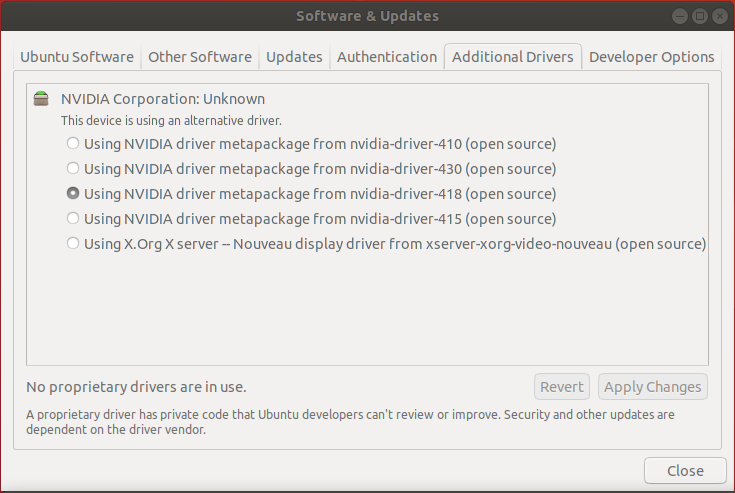 Software & Updates
Ubuntu Software
Other Software
Updates
Authentication
Additional Drivers
Developer Options
NVIDIA Corporation: Unknown
This device is using an alternative driver.
Using NVIDIA driver metapackage from nvidia-driver-410 (open source)
Using NVIDIA driver metapackage from nvidia-driver-430 (open source)
Using NVIDIA driver metapackage from nvidia-driver-418 (open source)
Using NVIDIA driver metapackage from nvidia-driver-415 (open source)
Using X.Org X server -- Nouveau display driver from xserver-xorg-video-nouveau (open source)
No proprietary drivers are in use.
Revert
Apply Changes
A proprietary driver has private code that Ubuntu developers can't review or improve. Security and other updates are
dependent on the driver vendor.
Close